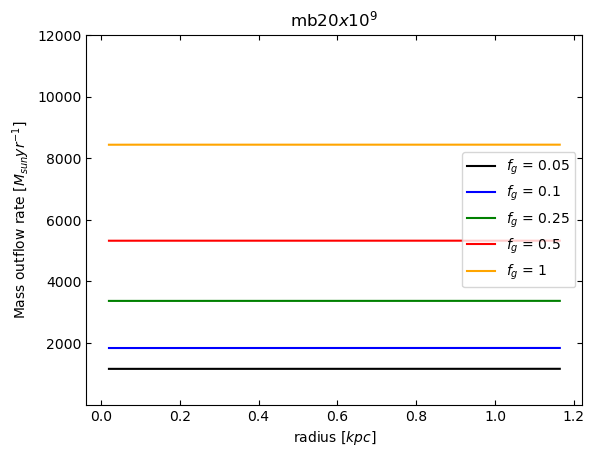 mb20x10⁹
12000
10000
8000
6000
4000
2000
Mass outflow rate [M_sun yr⁻¹]
f_g = 0.05
f_g = 0.1
f_g = 0.25
f_g = 0.5
f_g = 1
0.0 0.2 0.4 0.6 0.8 1.0 1.2
radius [kpc]